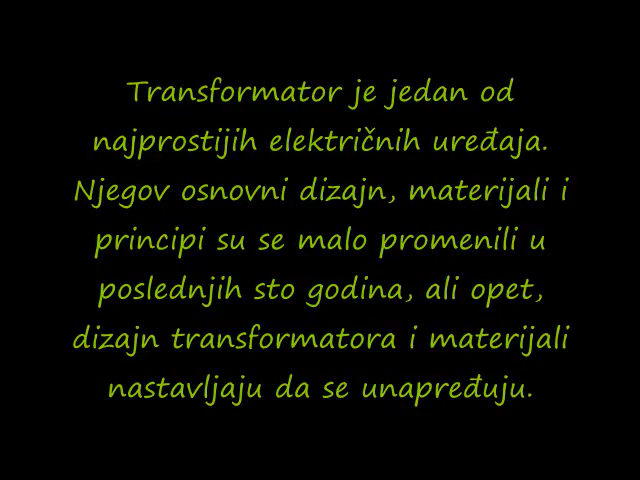 Transformator je jedan od
najprostijih električnih uređaja.
Njegov osnovni dizajn, materijali i
principi su se malo promenili u
poslednjih sto godina, ali opet,
dizajn transformatora i materijali
nastavljaju da se unapređuju.